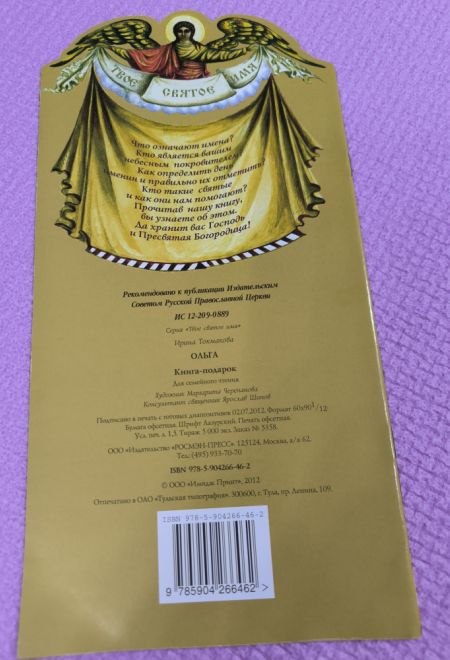 ТВОЕ СВЯТОЕ ИМЯ
Что означают имена?
Кто является вашим
небесным покровителем?
Как определить день
именин и правильно их отметить?
Кто такие святые
и как они нам помогают?
Прочитав нашу книгу,
вы узнаете об этом.
Да хранит вас Господь
и Пресвятая Богородица!
Рекомендовано к публикации Издательским
Советом Русской Православной Церкви
ИС 12-209-0889
Серия «Твое святое имя»
Ирина Токмакова
ОЛЬГА
Книга-подарок
Для семейного чтения
Художник Маргарита Черепанова
Консультант священник Ярослав Шипов
Подписано в печать с готовых диапозитивов 02.07.2012. Формат 60х90 1/12
Бумага офсетная. Шрифт Лазурский. Печать офсетная.
Усл. печ. л. 1,5. Тираж 5 000 экз. Заказ № 5358.
ООО «Издательство «РОСМЭН-ПРЕСС». 125124, Москва, а/я 62.
Тел.: (495) 933-70-70
ISBN 978-5-904266-46-2
© ООО «Имидж Принт», 2012
Отпечатано в ОАО «Тульская типография». 300600, г. Тула, пр. Ленина, 109.
ISBN 978-5-904266-46-2
9 785904 266462 >